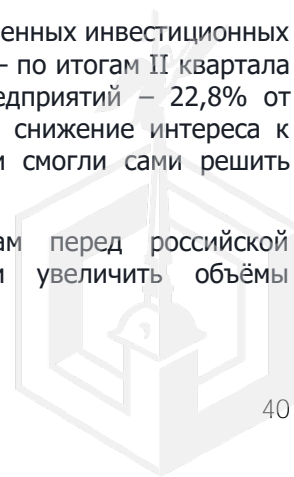 енных инвестиционных
– по итогам II квартала
едприятий – 22,8% от
снижение интереса к
и смогли сами решить
ам перед российской
и увеличить объёмы
40